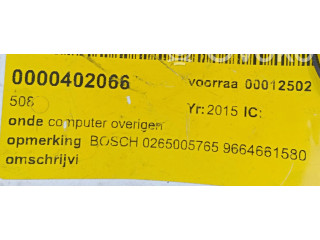 0000402066 voorraa 00012502
508 Yr: 2015 IC:
onde computer overigen
opmerking BOSCH 0265005765 9664661580
omschrijvi